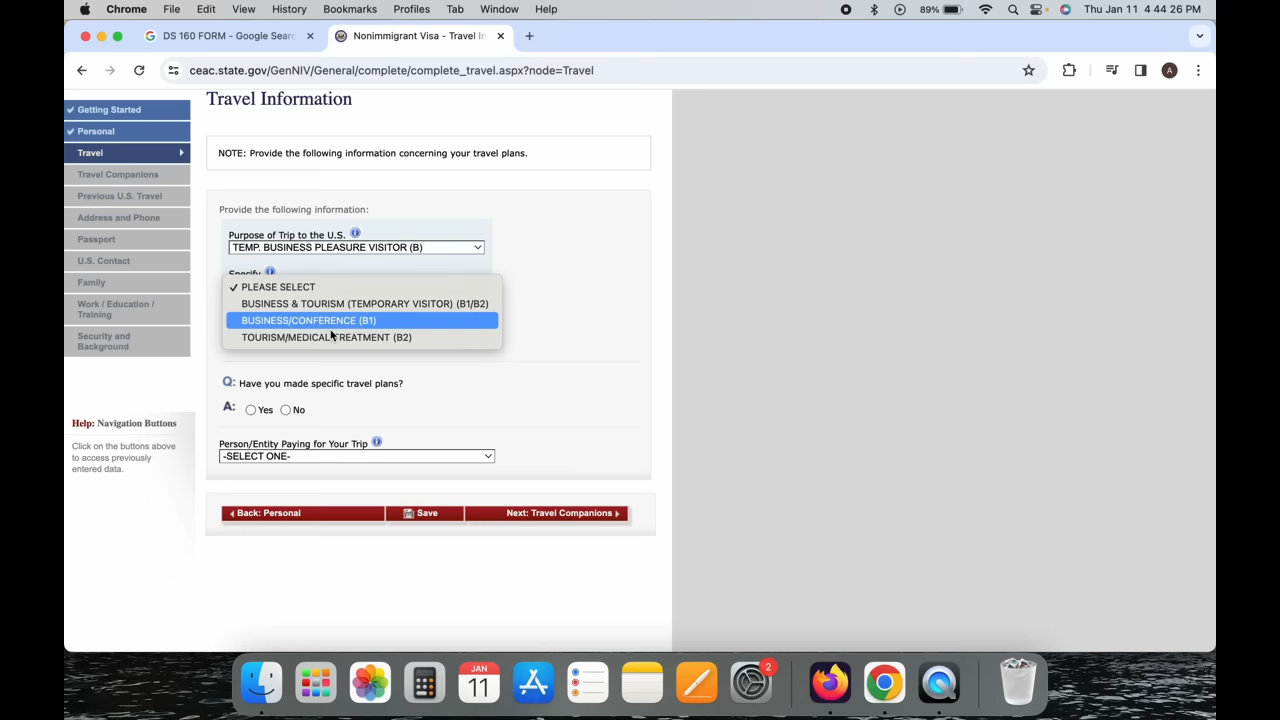 Chrome File Edit View History Bookmarks Profiles Tab Window Help 89% Thu Jan 11 4 44 26 PM
DS 160 FORM - Google Searc
Nonimmigrant Visa - Travel In
ceac.state.gov/GenNIV/General/complete/complete_travel.aspx?node=Travel
A
Getting Started
Personal
Travel
Travel Companions
Previous U.S. Travel
Address and Phone
Passport
U.S. Contact
Family
Work / Education /
Training
Security and
Background
Help: Navigation Buttons
Click on the buttons above
to access previously
entered data.
Travel Information
NOTE: Provide the following information concerning your travel plans.
Provide the following information:
Purpose of Trip to the U.S.
TEMP. BUSINESS PLEASURE VISITOR (B)
Specify
PLEASE SELECT
BUSINESS & TOURISM (TEMPORARY VISITOR) (B1/B2)
BUSINESS/CONFERENCE (B1)
TOURISM/MEDICAL TREATMENT (B2)
Q: Have you made specific travel plans?
A: Yes No
Person/Entity Paying for Your Trip
-SELECT ONE-
Back: Personal
Save
Next: Travel Companions
JAN
11
2